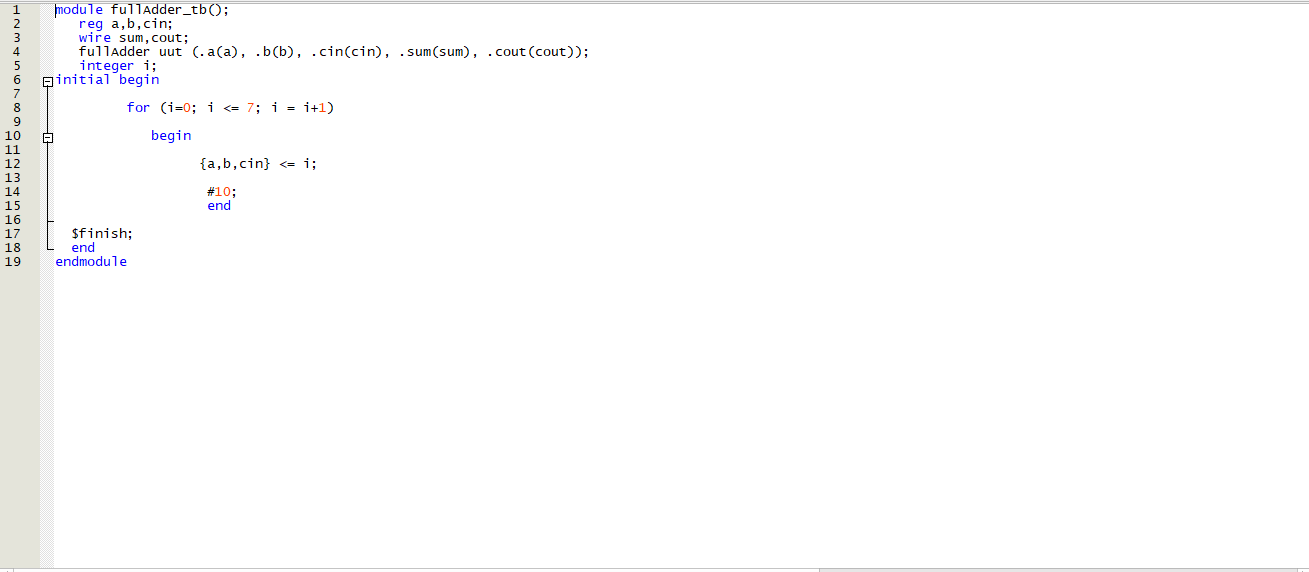 1 module fullAdder_tb();
2 reg a,b,cin;
3 wire sum,cout;
4 fullAdder uut (.a(a), .b(b), .cin(cin), .sum(sum), .cout(cout));
5 integer i;
6 initial begin
7
8 for (i=0; i <= 7; i = i+1)
9
10 begin
11
12 {a,b,cin} <= i;
13
14 #10;
15 end
16
17 $finish;
18 end
19 endmodule